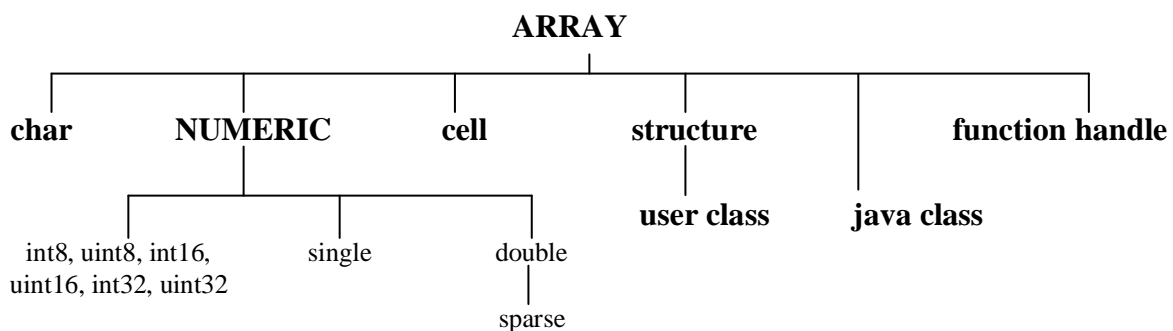 ARRAY
char NUMERIC cell structure function handle
user class java class
int8, uint8, int16, single double
uint16, int32, uint32
sparse